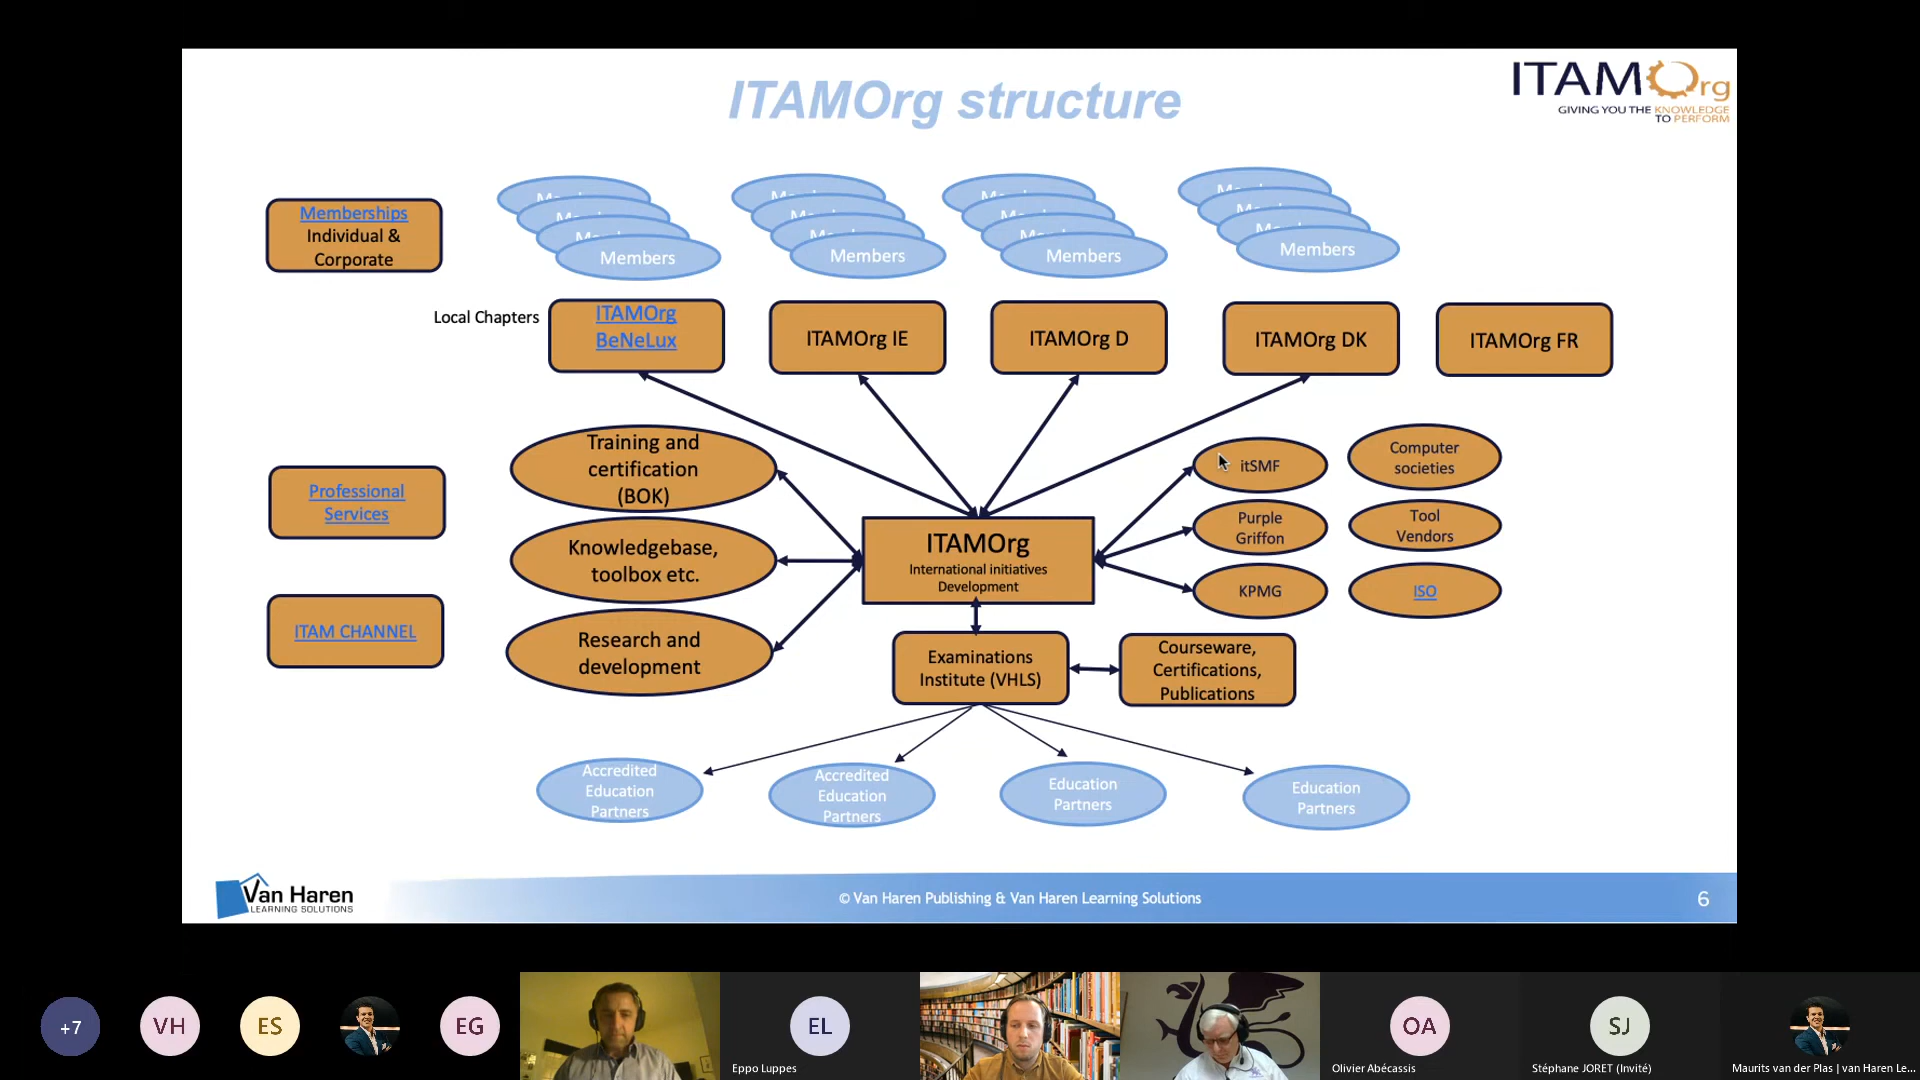 ITAMOrg structure
ITAMOrg
GIVING YOU THE KNOWLEDGE
TO PERFORM
Memberships
Individual &
Corporate
Members
Members
Members
Members
Local Chapters
ITAMOrg
BeNeLux
ITAMOrg IE
ITAMOrg D
ITAMOrg DK
ITAMOrg FR
Training and
certification
(BOK)
Knowledgebase,
toolbox etc.
Research and
development
Professional
Services
ITAM CHANNEL
ITAMOrg
International initiatives
Development
itSMF
Purple
Griffon
KPMG
Computer
societies
Tool
Vendors
ISO
Examinations
Institute (VHLS)
Courseware,
Certifications,
Publications
Accredited
Education
Partners
Accredited
Education
Partners
Education
Partners
Education
Partners
Van Haren
LEARNING SOLUTIONS
© Van Haren Publishing & Van Haren Learning Solutions
6
+7
VH
ES
EG
EL
Eppo Luppes
OA
Olivier Abécassis
SJ
Stéphane JORET (Invité)
Maurits van der Plas | van Haren Le...